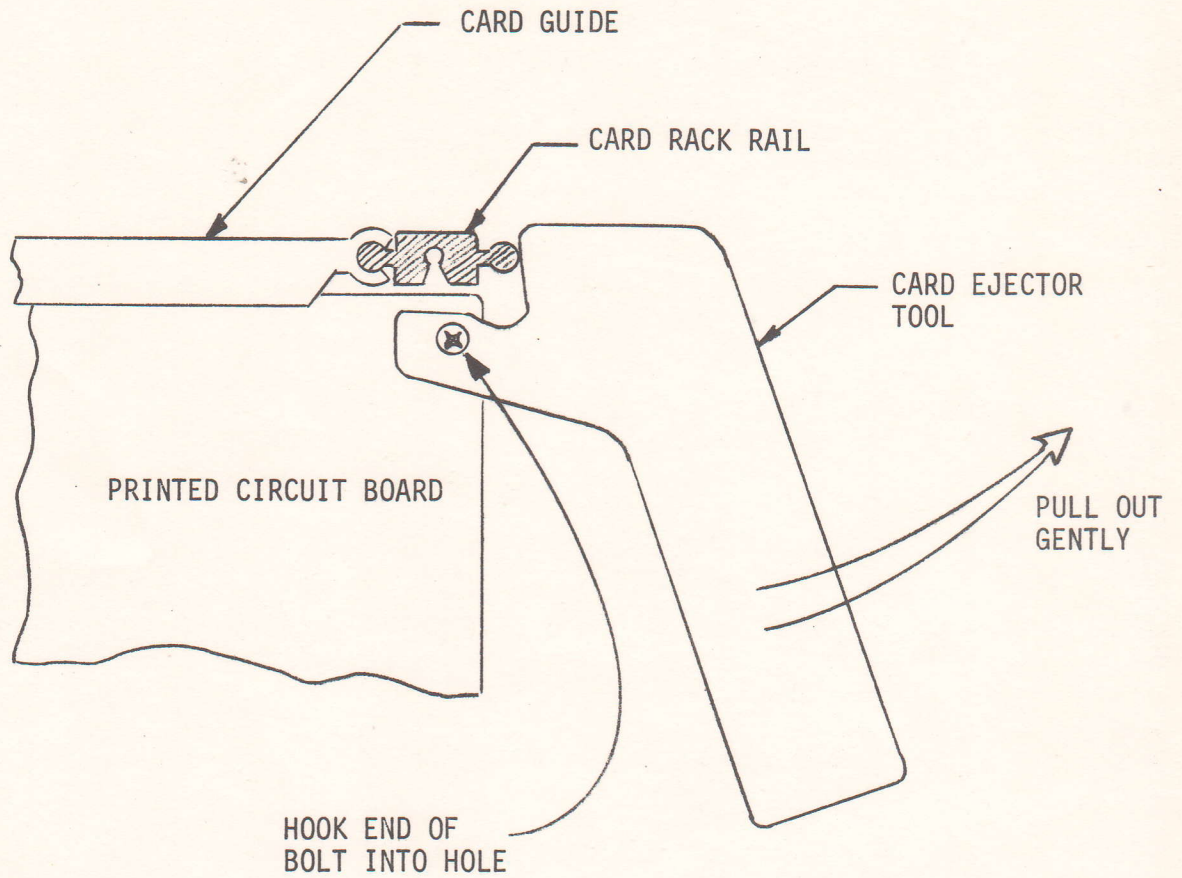 CARD GUIDE
CARD RACK RAIL
CARD EJECTOR
TOOL
PRINTED CIRCUIT BOARD
PULL OUT
GENTLY
HOOK END OF
BOLT INTO HOLE